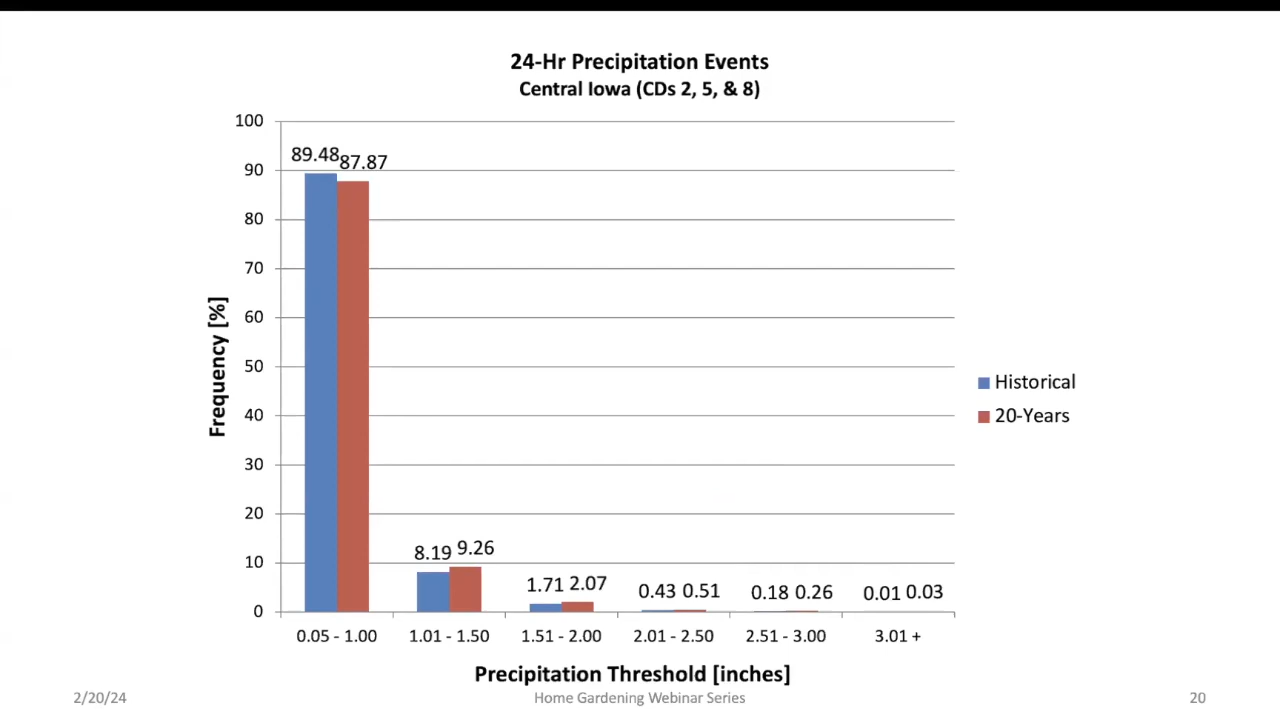 24-Hr Precipitation Events
Central Iowa (CDs 2, 5, & 8)
100
90
80
70
60
50
40
30
20
10
0
Frequency [%]
89.48 87.87
8.19 9.26
1.71 2.07
0.43 0.51
0.18 0.26
0.01 0.03
Historical
20-Years
0.05 - 1.00 1.01 - 1.50 1.51 - 2.00 2.01 - 2.50 2.51 - 3.00 3.01 +
Precipitation Threshold [inches]
2/20/24 Home Gardening Webinar Series 20